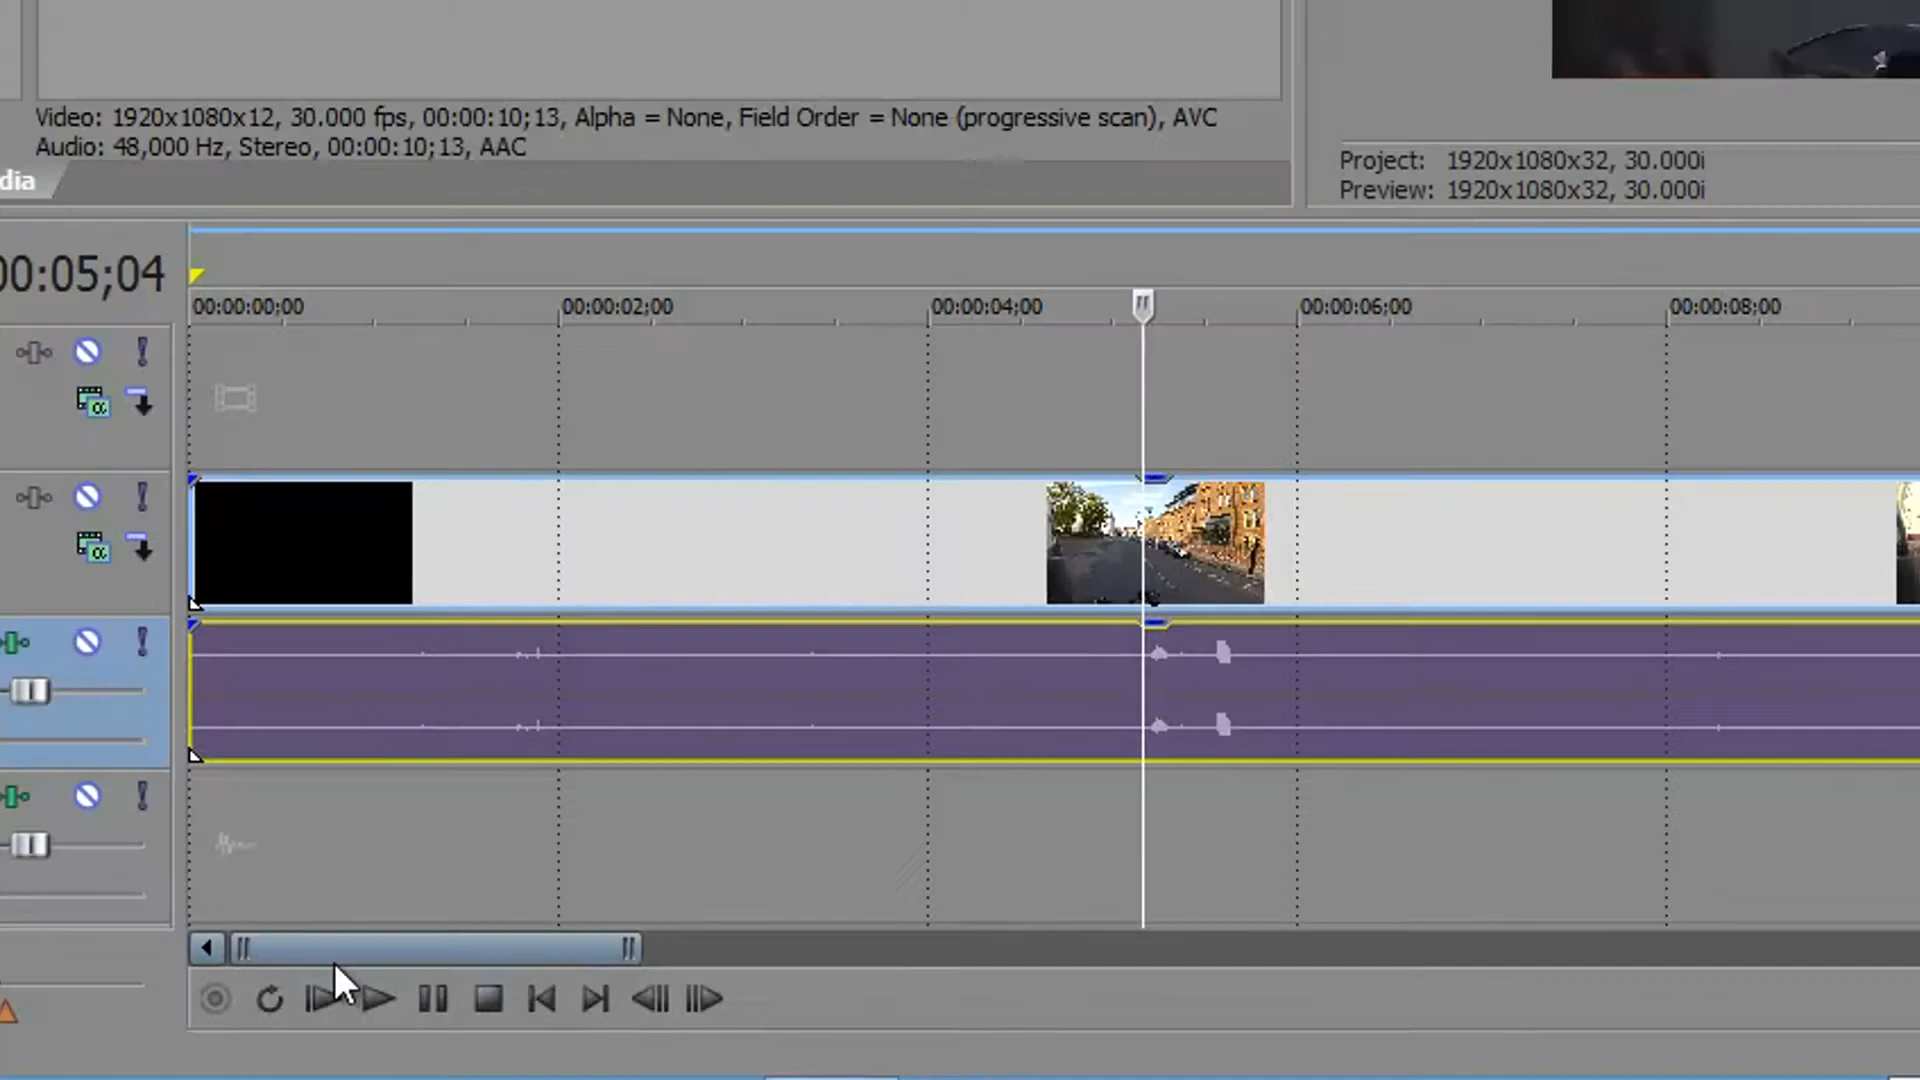 Video: 1920x1080x12, 30.000 fps, 00:00:10;13, Alpha = None, Field Order = None (progressive scan), AVC
Audio: 48,000 Hz, Stereo, 00:00:10;13, AAC
dia
Project: 1920x1080x32, 30.000i
Preview: 1920x1080x32, 30.000i
00:05;04
00:00:00;00 00:00:02;00 00:00:04;00 00:00:06;00 00:00:08;00